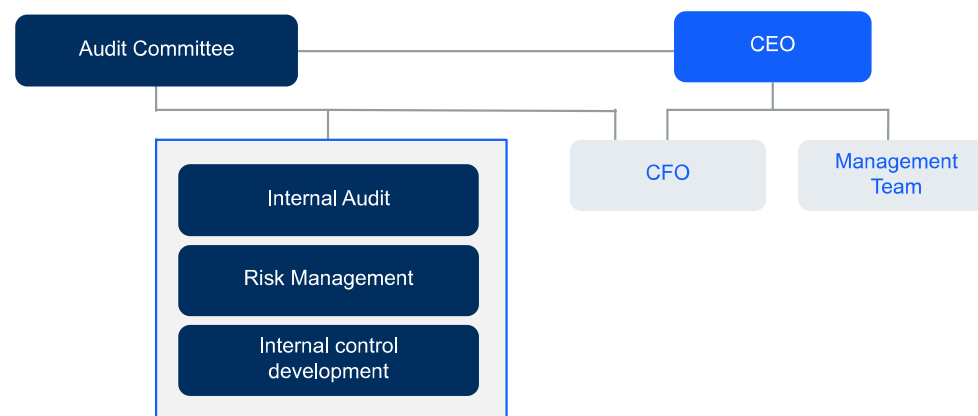 Audit Committee
CEO
Internal Audit
Risk Management
Internal control
development
CFO
Management
Team